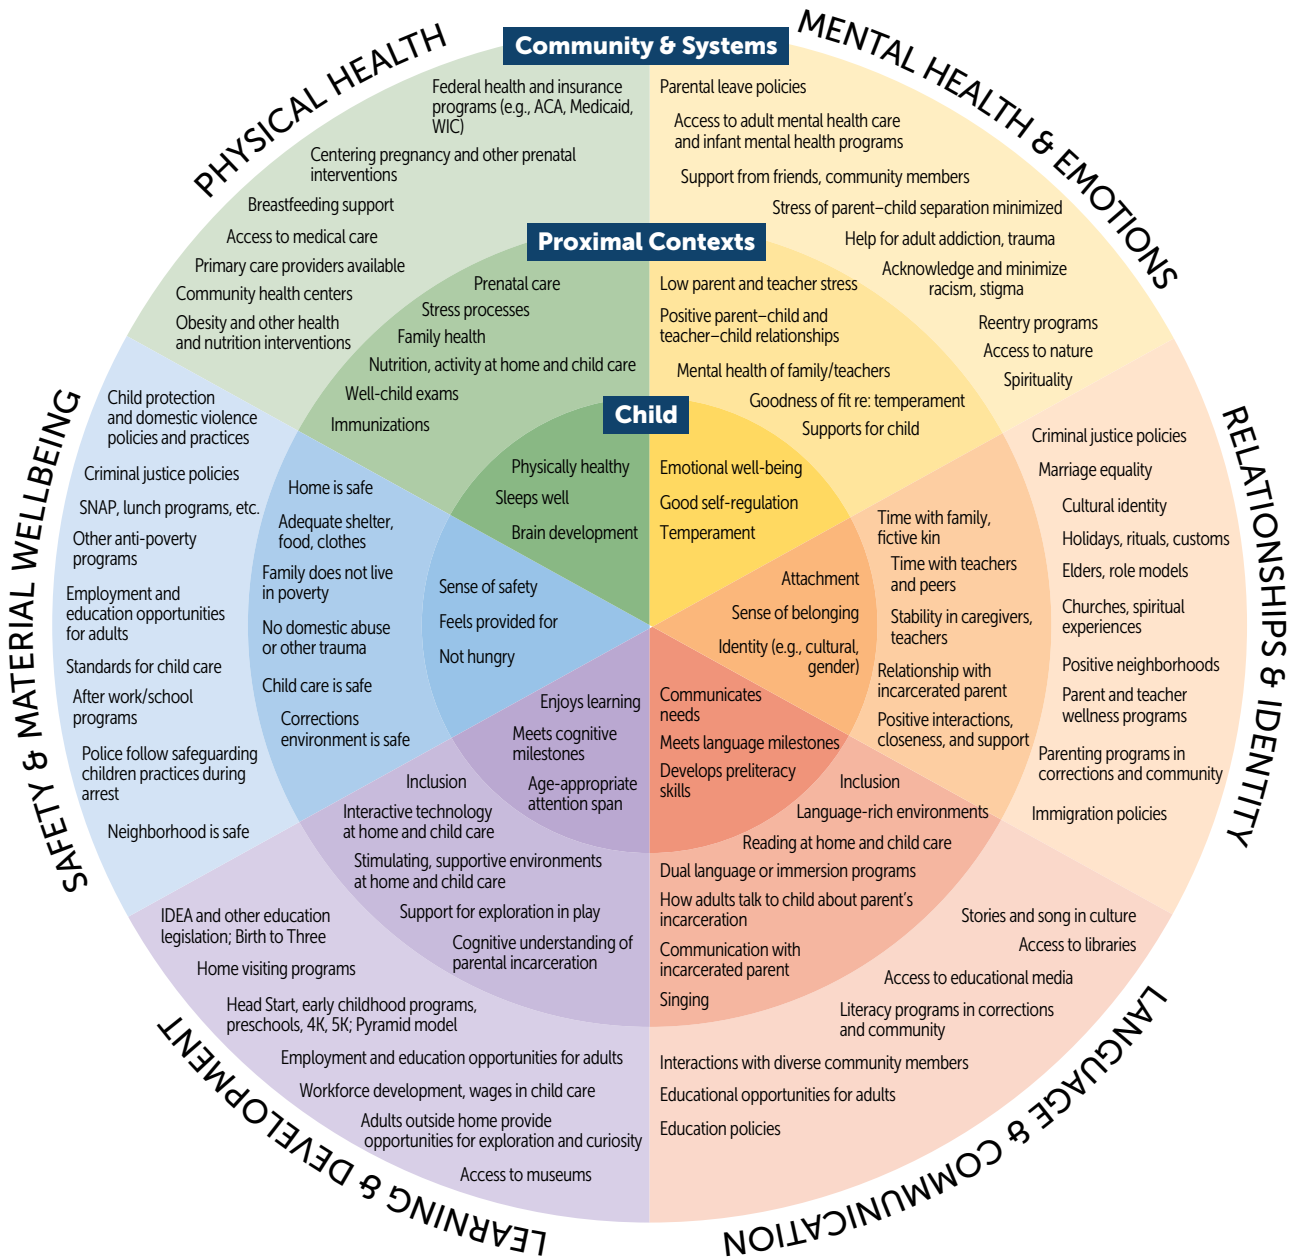 PHYSICAL HEALTH
Community & Systems
Federal health and insurance
programs (e.g., ACA, Medicaid,
WIC)
Centering pregnancy and other prenatal
interventions
Breastfeeding support
Access to medical care
Primary care providers available
Community health centers
Obesity and other health
and nutrition interventions
Proximal Contexts
Prenatal care
Stress processes
Family health
Nutrition, activity at home and child care
Well-child exams
Immunizations
Child
Physically healthy
Sleeps well
Brain development
MENTAL HEALTH & EMOTIONS
Parental leave policies
Access to adult mental health care
and infant mental health programs
Support from friends, community members
Stress of parent–child separation minimized
Help for adult addiction, trauma
Acknowledge and minimize
racism, stigma
Reentry programs
Access to nature
Spirituality
Low parent and teacher stress
Positive parent–child and
teacher–child relationships
Mental health of family/teachers
Goodness of fit re: temperament
Supports for child
Emotional well-being
Good self-regulation
Temperament
RELATIONSHIPS & IDENTITY
Criminal justice policies
Marriage equality
Cultural identity
Holidays, rituals, customs
Elders, role models
Churches, spiritual
experiences
Positive neighborhoods
Parent and teacher
wellness programs
Parenting programs in
corrections and community
Immigration policies
Time with family,
fictive kin
Time with teachers
and peers
Stability in caregivers,
teachers
Relationship with
incarcerated parent
Positive interactions,
closeness, and support
Attachment
Sense of belonging
Identity (e.g., cultural,
gender)
LANGUAGE & COMMUNICATION
Communicates
needs
Meets language milestones
Develops preliteracy
skills
Inclusion
Language-rich environments
Reading at home and child care
Dual language or immersion programs
How adults talk to child about parent's
incarceration
Communication with
incarcerated parent
Singing
Stories and song in culture
Access to libraries
Access to educational media
Literacy programs in corrections
and community
Interactions with diverse community members
Educational opportunities for adults
Education policies
LEARNING & DEVELOPMENT
Enjoys learning
Meets cognitive
milestones
Age-appropriate
attention span
Inclusion
Interactive technology
at home and child care
Stimulating, supportive environments
at home and child care
Support for exploration in play
Cognitive understanding of
parental incarceration
IDEA and other education
legislation; Birth to Three
Home visiting programs
Head Start, early childhood programs,
preschools, 4K, 5K; Pyramid model
Employment and education opportunities for adults
Workforce development, wages in child care
Adults outside home provide
opportunities for exploration and curiosity
Access to museums
SAFETY & MATERIAL WELLBEING
Child protection
and domestic violence
policies and practices
Criminal justice policies
SNAP, lunch programs, etc.
Other anti-poverty
programs
Employment and
education opportunities
for adults
Standards for child care
After work/school
programs
Police follow safeguarding
children practices during
arrest
Neighborhood is safe
Home is safe
Adequate shelter,
food, clothes
Family does not live
in poverty
No domestic abuse
or other trauma
Child care is safe
Corrections
environment is safe
Sense of safety
Feels provided for
Not hungry